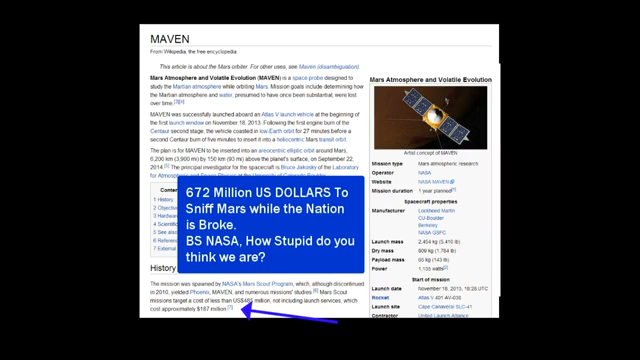 MAVEN
From Wikipedia, the free encyclopedia
This article is about the Mars orbiter. For other uses, see Maven (disambiguation).
Mars Atmosphere and Volatile Evolution (MAVEN) is a space probe designed to
study the Martian atmosphere while orbiting Mars. Mission goals include determining how
the Martian atmosphere and water, presumed to have once been substantial, were lost
over time.
MAVEN was successfully launched aboard an Atlas V launch vehicle at the beginning of
the first launch window on November 18, 2013. Following the first engine burn of the
Centaur second stage, the vehicle coasted in low-Earth orbit for 27 minutes before a
second Centaur burn of five minutes to insert it into a heliocentric Mars transit orbit.
The plan is for MAVEN to be inserted into an areocentric elliptic orbit around Mars,
6,200 km (3,900 mi) by 150 km (93 mi) above the planet's surface, on September 22,
2014. The principal investigator for the spacecraft is Bruce Jakosky of the Laboratory
Conte
1 History
2 Objectiv
3 Hardwar
4 Scientifi
5 See also
6 Referenc
7 External
672 Million US DOLLARS To
Sniff Mars while the Nation
is Broke.
BS NASA, How Stupid do you
think we are?
History
The mission was spawned by NASA's Mars Scout Program, which, although discontinued
in 2010, yielded Phoenix, MAVEN, and numerous missions' studies. Mars Scout
missions target a cost of less than US$485 million, not including launch services, which
cost approximately $187 million.
Mars Atmosphere and Volatile Evolution
Artist concept of MAVEN
Mission type Mars atmospheric research
Operator NASA
Website NASA MAVEN
Mission duration 1 year planned
Spacecraft properties
Manufacturer Lockheed Martin
CU-Boulder
Berkeley
NASA GSFC
Launch mass 2,454 kg (5,410 lb)
Dry mass 809 kg (1,784 lb)
Payload mass 65 kg (143 lb)
Power 1,135 watts
Start of mission
Launch date November 18, 2013, 18:28 UTC
Rocket Atlas V 401 AV-038
Launch site Cape Canaveral SLC-41
Contractor United Launch Alliance